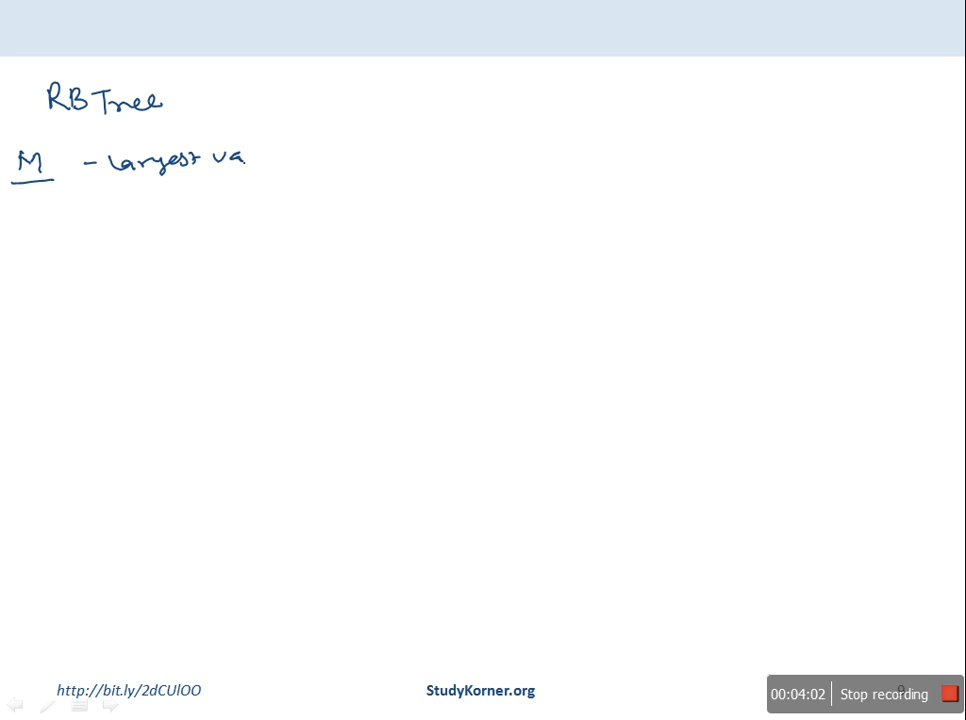 RB Tree
M - largest va
http://bit.ly/2dCUlOO StudyKorner.org 00:04:02 Stop recording